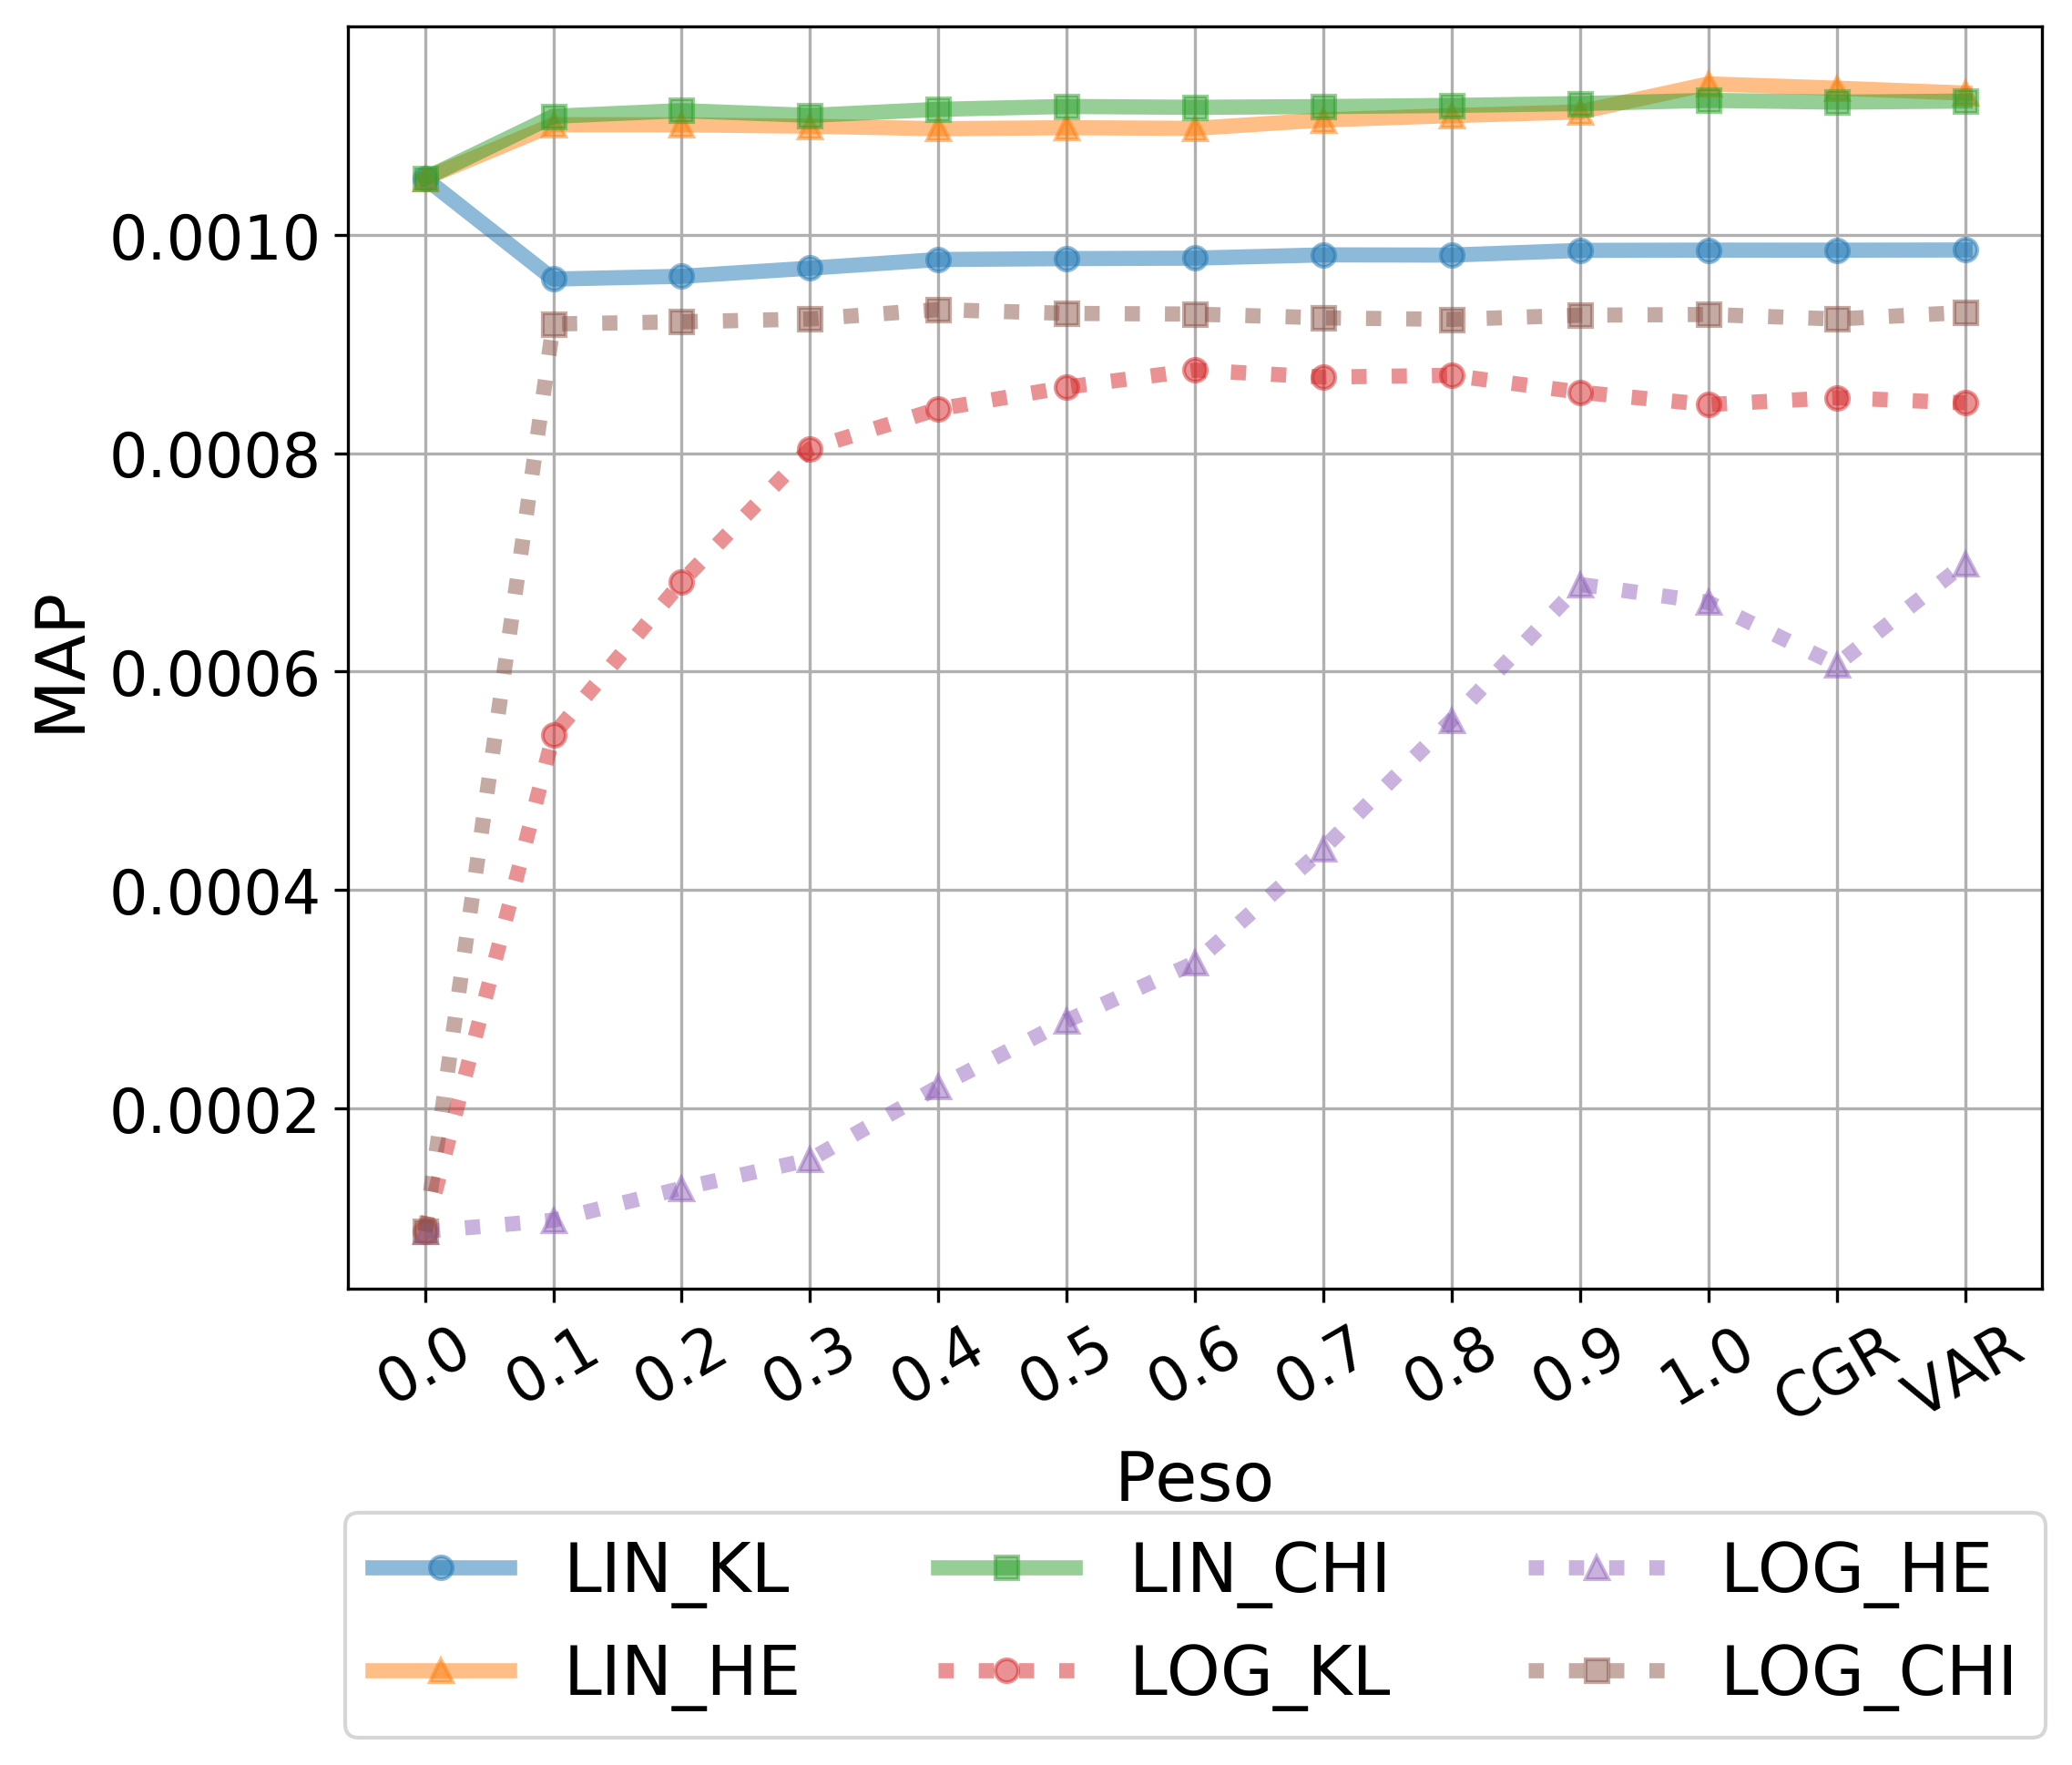 MAP
0.0010
0.0008
0.0006
0.0004
0.0002
0.0 0.1 0.2 0.3 0.4 0.5 0.6 0.7 0.8 0.9 1.0 CGR VAR
Peso
LIN_KL LIN_CHI LOG_HE
LIN_HE LOG_KL LOG_CHI